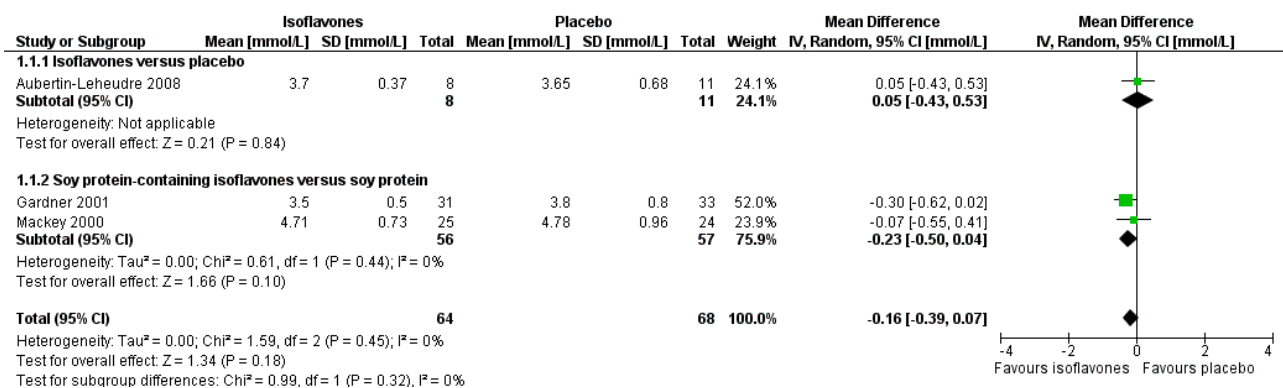 Isoflavones Placebo Mean Difference Mean Difference
Study or Subgroup Mean [mmol/L] SD [mmol/L] Total Mean [mmol/L] SD [mmol/L] Total Weight IV, Random, 95% CI [mmol/L] IV, Random, 95% CI [mmol/L]
1.1.1 Isoflavones versus placebo
Aubertin-Leheudre 2008 3.7 0.37 8 3.65 0.68 11 24.1% 0.05 [-0.43, 0.53]
Subtotal (95% CI) 8 11 24.1% 0.05 [-0.43, 0.53]
Heterogeneity: Not applicable
Test for overall effect: Z = 0.21 (P = 0.84)
1.1.2 Soy protein-containing isoflavones versus soy protein
Gardner 2001 3.5 0.5 31 3.8 0.8 33 52.0% -0.30 [-0.62, 0.02]
Mackey 2000 4.71 0.73 25 4.78 0.96 24 23.9% -0.07 [-0.55, 0.41]
Subtotal (95% CI) 56 57 75.9% -0.23 [-0.50, 0.04]
Heterogeneity: Tau² = 0.00; Chi² = 0.61, df = 1 (P = 0.44); I² = 0%
Test for overall effect: Z = 1.66 (P = 0.10)
Total (95% CI) 64 68 100.0% -0.16 [-0.39, 0.07]
Heterogeneity: Tau² = 0.00; Chi² = 1.59, df = 2 (P = 0.45); I² = 0%
Test for overall effect: Z = 1.34 (P = 0.18)
Test for subgroup differences: Chi² = 0.99, df = 1 (P = 0.32), I² = 0%
-4 -2 0 2 4
Favours isoflavones Favours placebo